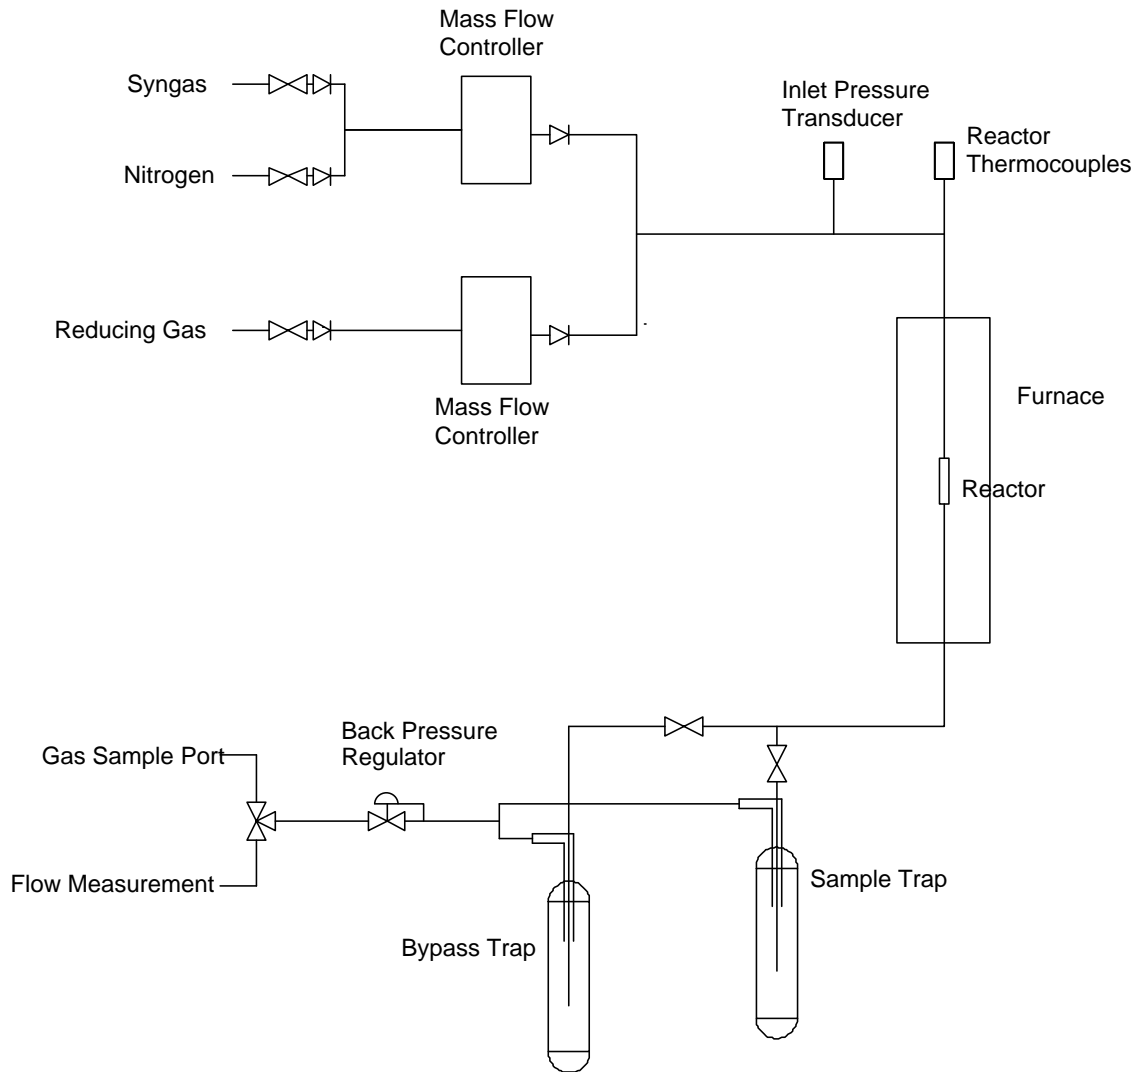 Mass Flow
Controller
Syngas
Inlet Pressure
Transducer
Reactor
Thermocouples
Nitrogen
Reducing Gas
Mass Flow
Controller
Furnace
Reactor
Back Pressure
Regulator
Gas Sample Port
Flow Measurement
Sample Trap
Bypass Trap